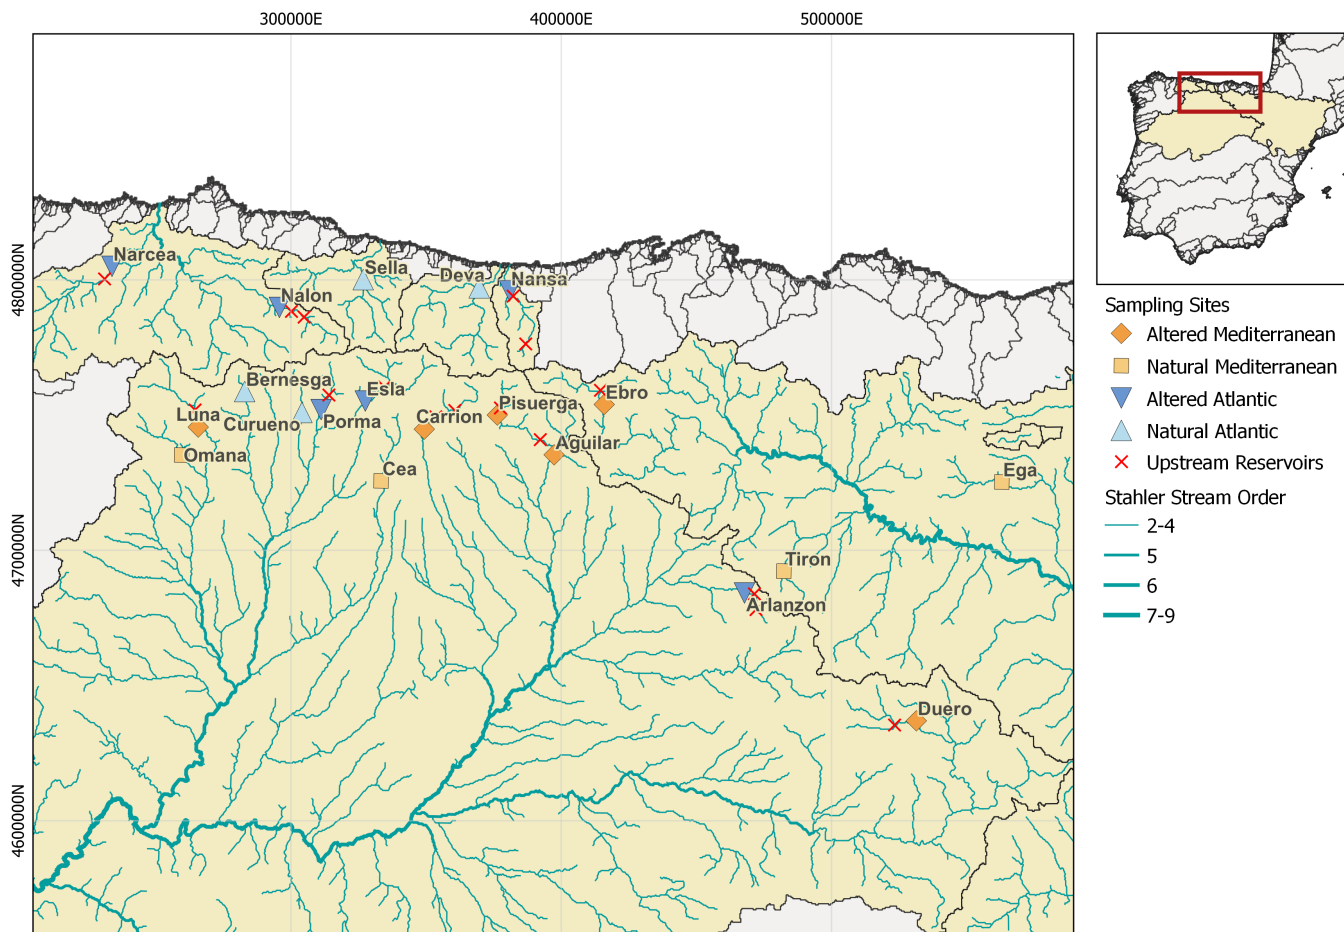 300000E 400000E 500000E
4800000N
4700000N
4600000N
Narcea
Sella
Deva
Nansa
Nalon
Bernesga
Esla
Ebro
Luna
Curueno
Porma
Carrion
Pisuerga
Aguilar
Omana
Cea
Ega
Tiron
Arlanzon
Duero
Sampling Sites
Altered Mediterranean
Natural Mediterranean
Altered Atlantic
Natural Atlantic
Upstream Reservoirs
Stahler Stream Order
2-4
5
6
7-9